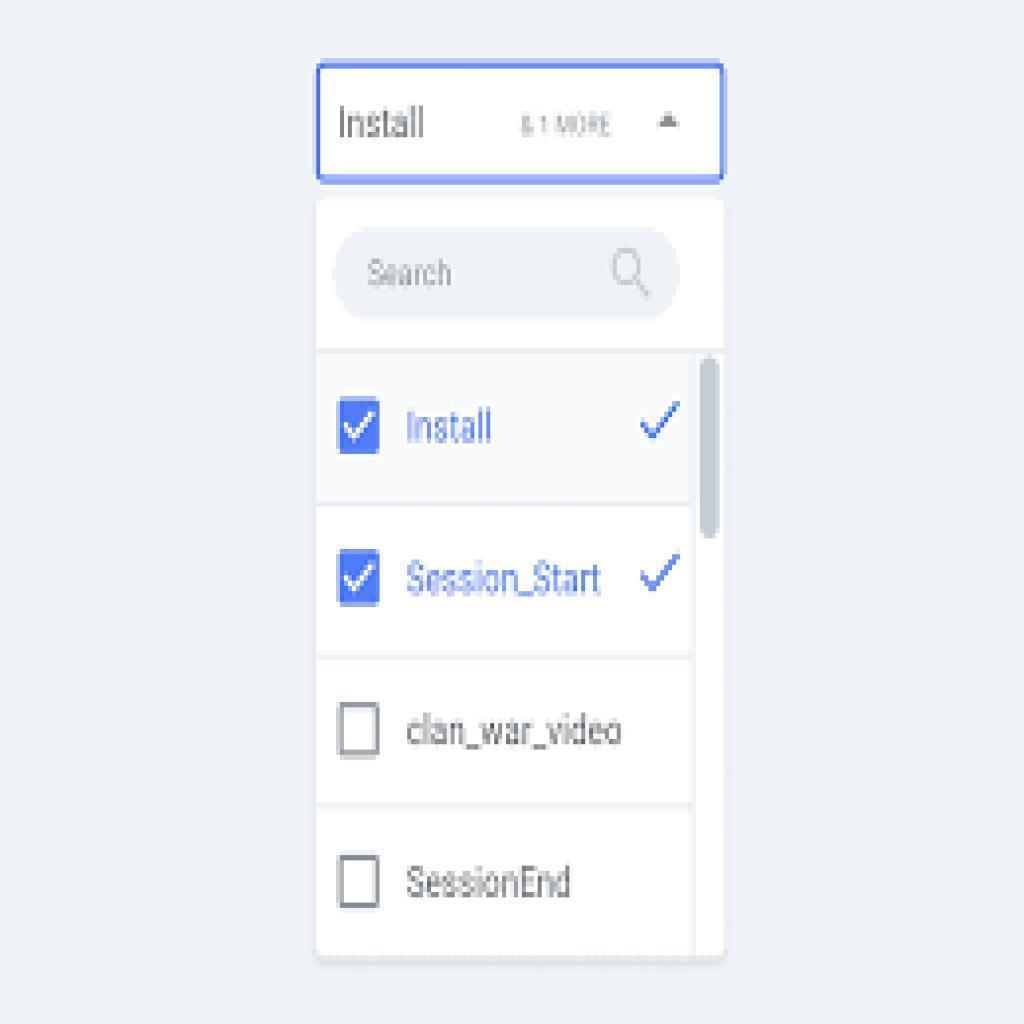 Install & 1 MORE
Search
Install
Session_Start
clan_war_video
SessionEnd